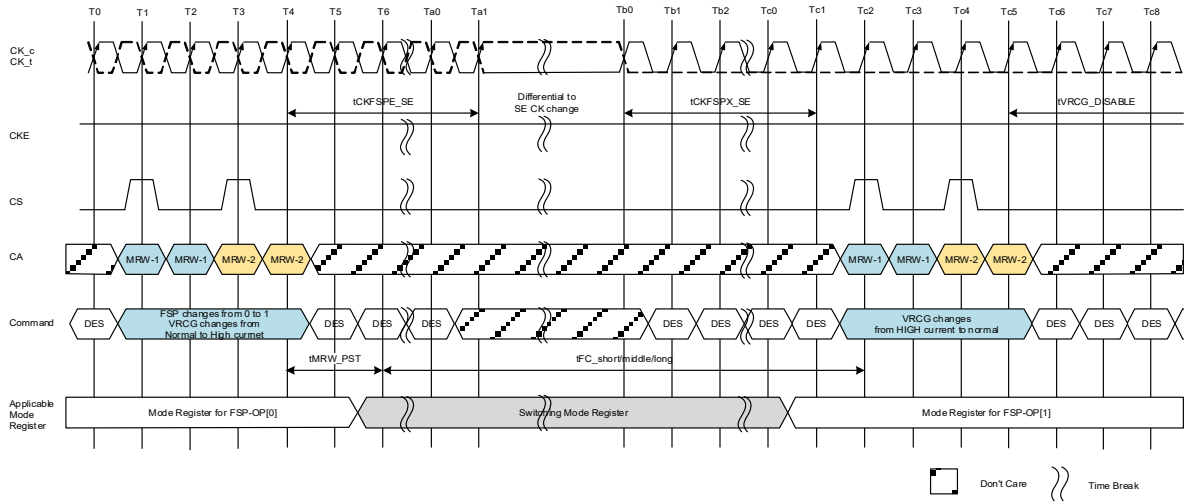 T0 T1 T2 T3 T4 T5 T6 Ta0 Ta1 Tb0 Tb1 Tb2 Tc0 Tc1 Tc2 Tc3 Tc4 Tc5 Tc6 Tc7 Tc8
CK_c
CK_t
tCKFSPE_SE
Differential to
SE CK change
tCKFSPX_SE
tVRCG_DISABLE
CKE
CS
CA
MRW-1 MRW-1 MRW-2 MRW-2 MRW-1 MRW-1 MRW-2 MRW-2
Command
DES
FSP changes from 0 to 1
VRCG changes from
Normal to High curmet
DES DES DES DES DES DES DES
VRCG changes
from HIGH current to normal
DES DES DES
tMRW_PST
tFC_short/middle/long
Applicable
Mode
Register
Mode Register for FSP-OP[0]
Switching Mode Register
Mode Register for FSP-OP[1]
Don't Care
Time Break